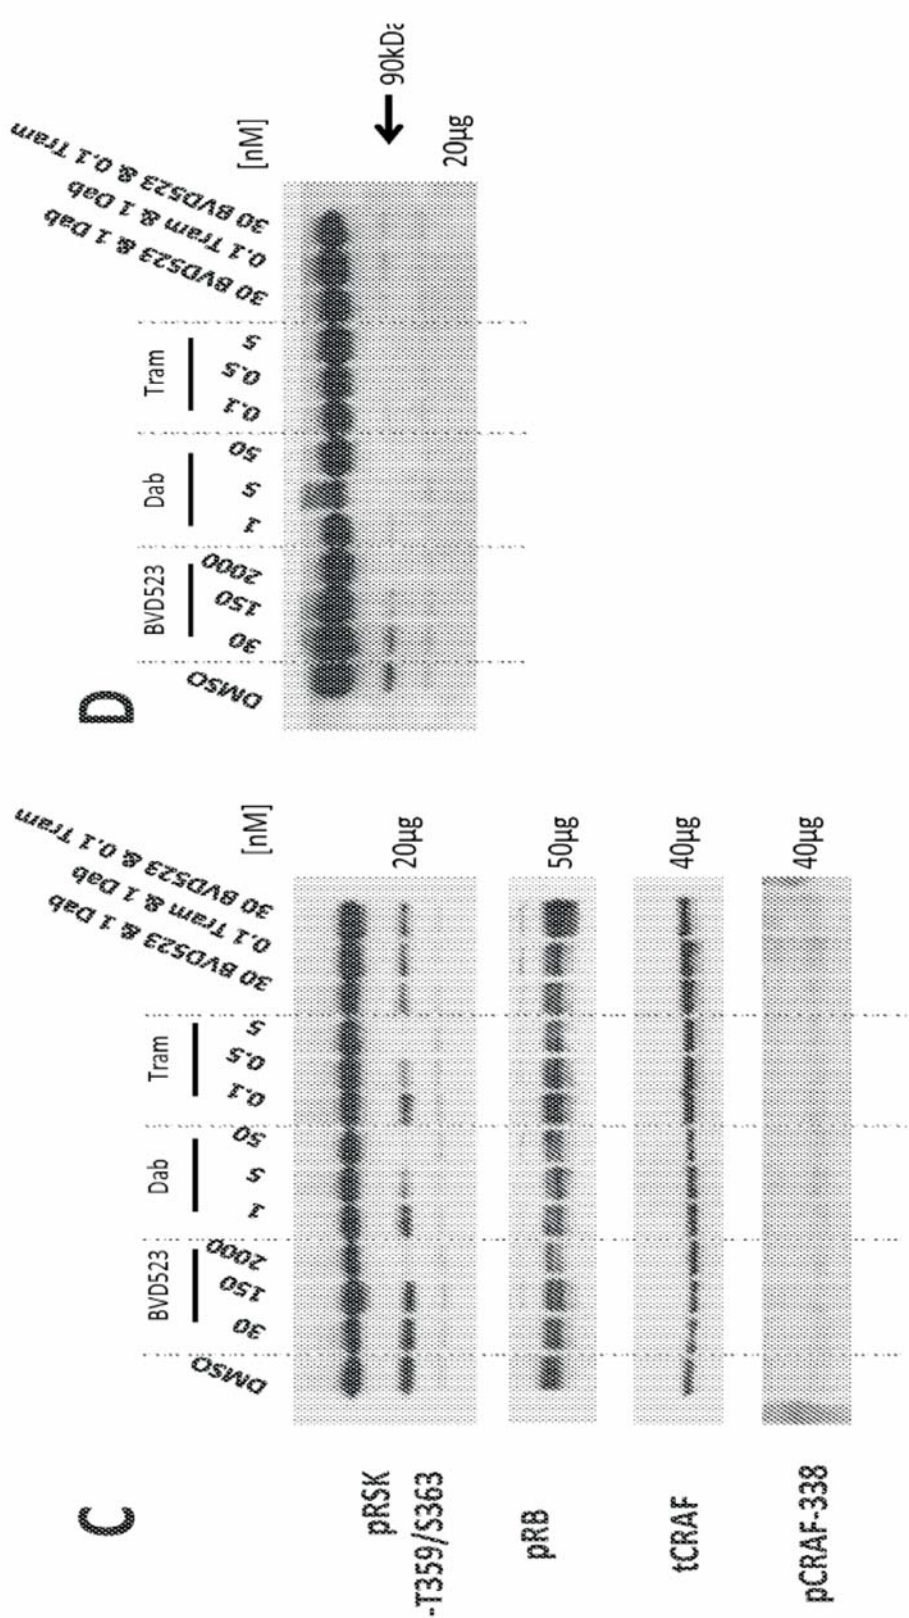 C
BVD523
Dab
Tram
DMSO
30
150
2000
1
5
50
0.1
0.5
5
30 BVD523 & 1 Dab
0.1 Tram & 1 Dab
30 BVD523 & 0.1 Tram
[nM]
pRSK
-T359/S363
20µg
pRB
50µg
tCRAF
40µg
pCRAF-338
40µg
D
BVD523
Dab
Tram
DMSO
30
150
2000
1
5
50
0.1
0.5
5
30 BVD523 & 1 Dab
0.1 Tram & 1 Dab
30 BVD523 & 0.1 Tram
[nM]
90kDa
20µg